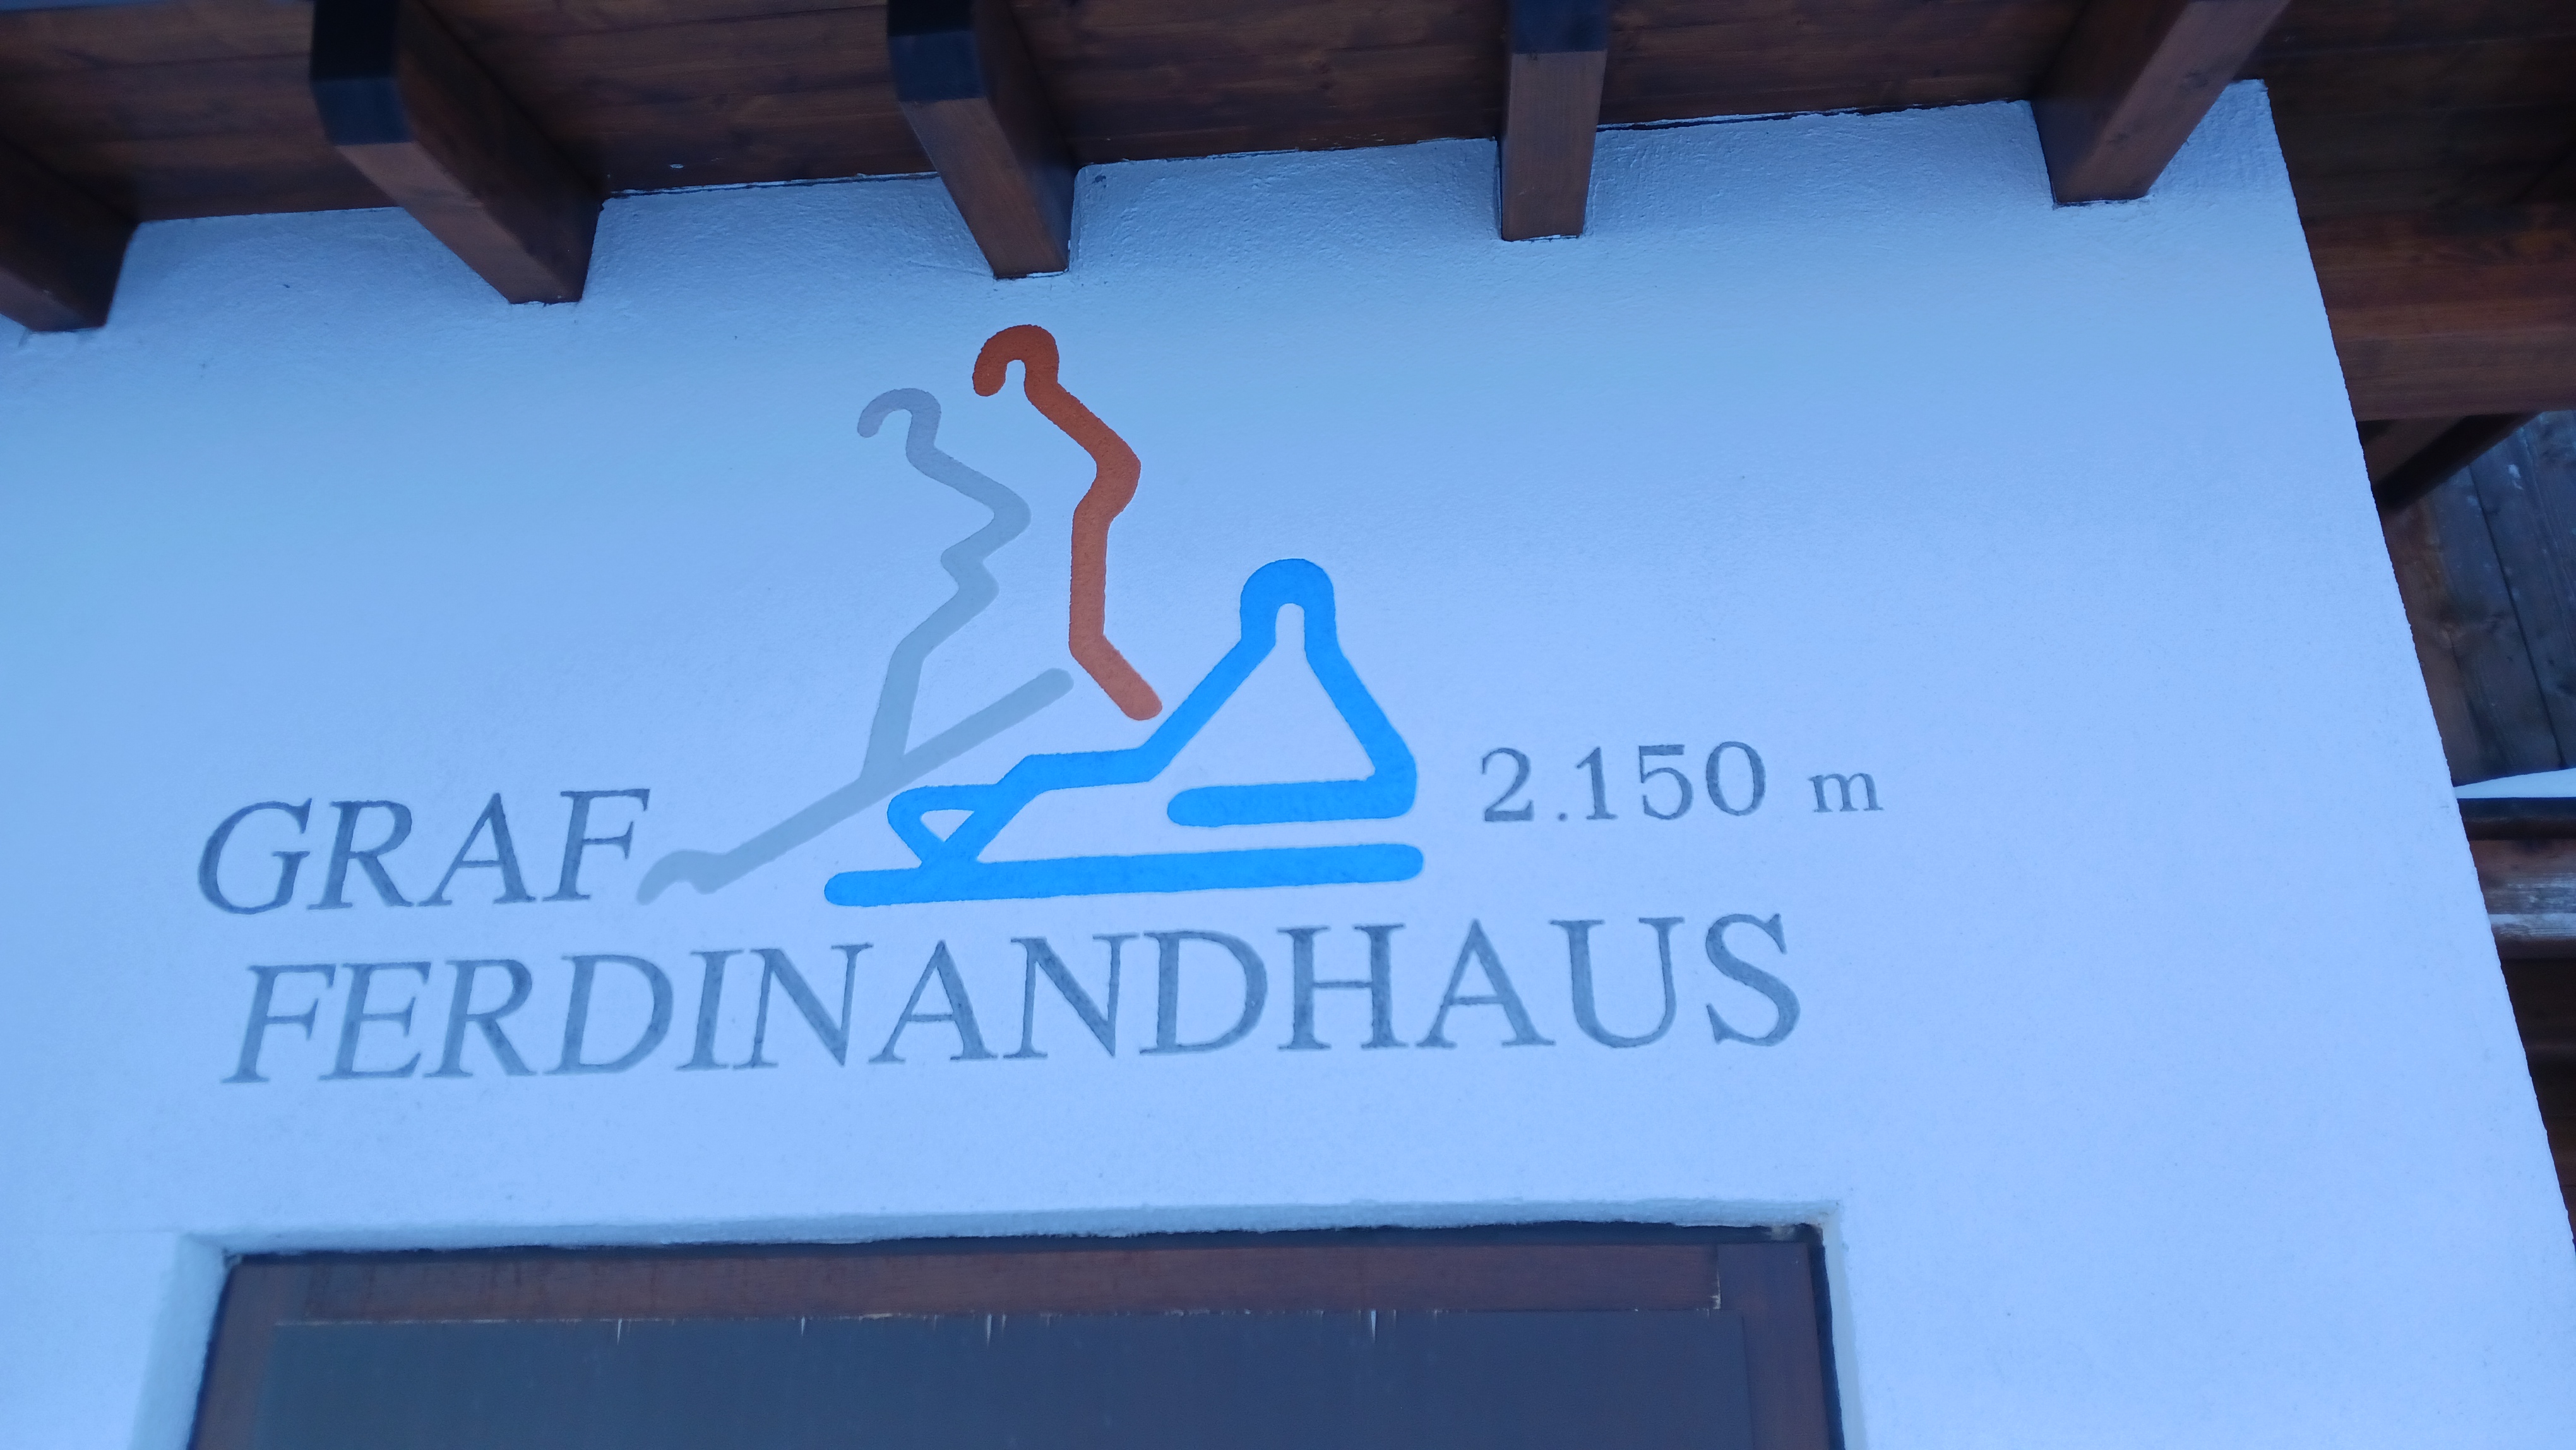 GRAF
2.150 m
FERDINANDHAUS